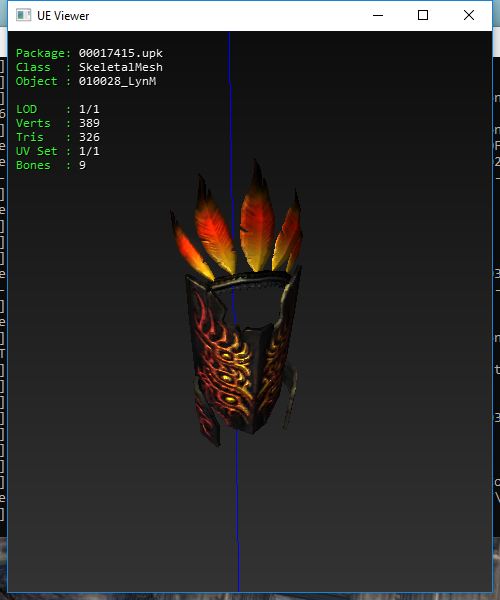 UE Viewer
Package: 00017415.upk
Class : SkeletalMesh
Object : 010028_LynM
LOD : 1/1
Verts : 389
Tris : 326
UV Set : 1/1
Bones : 9